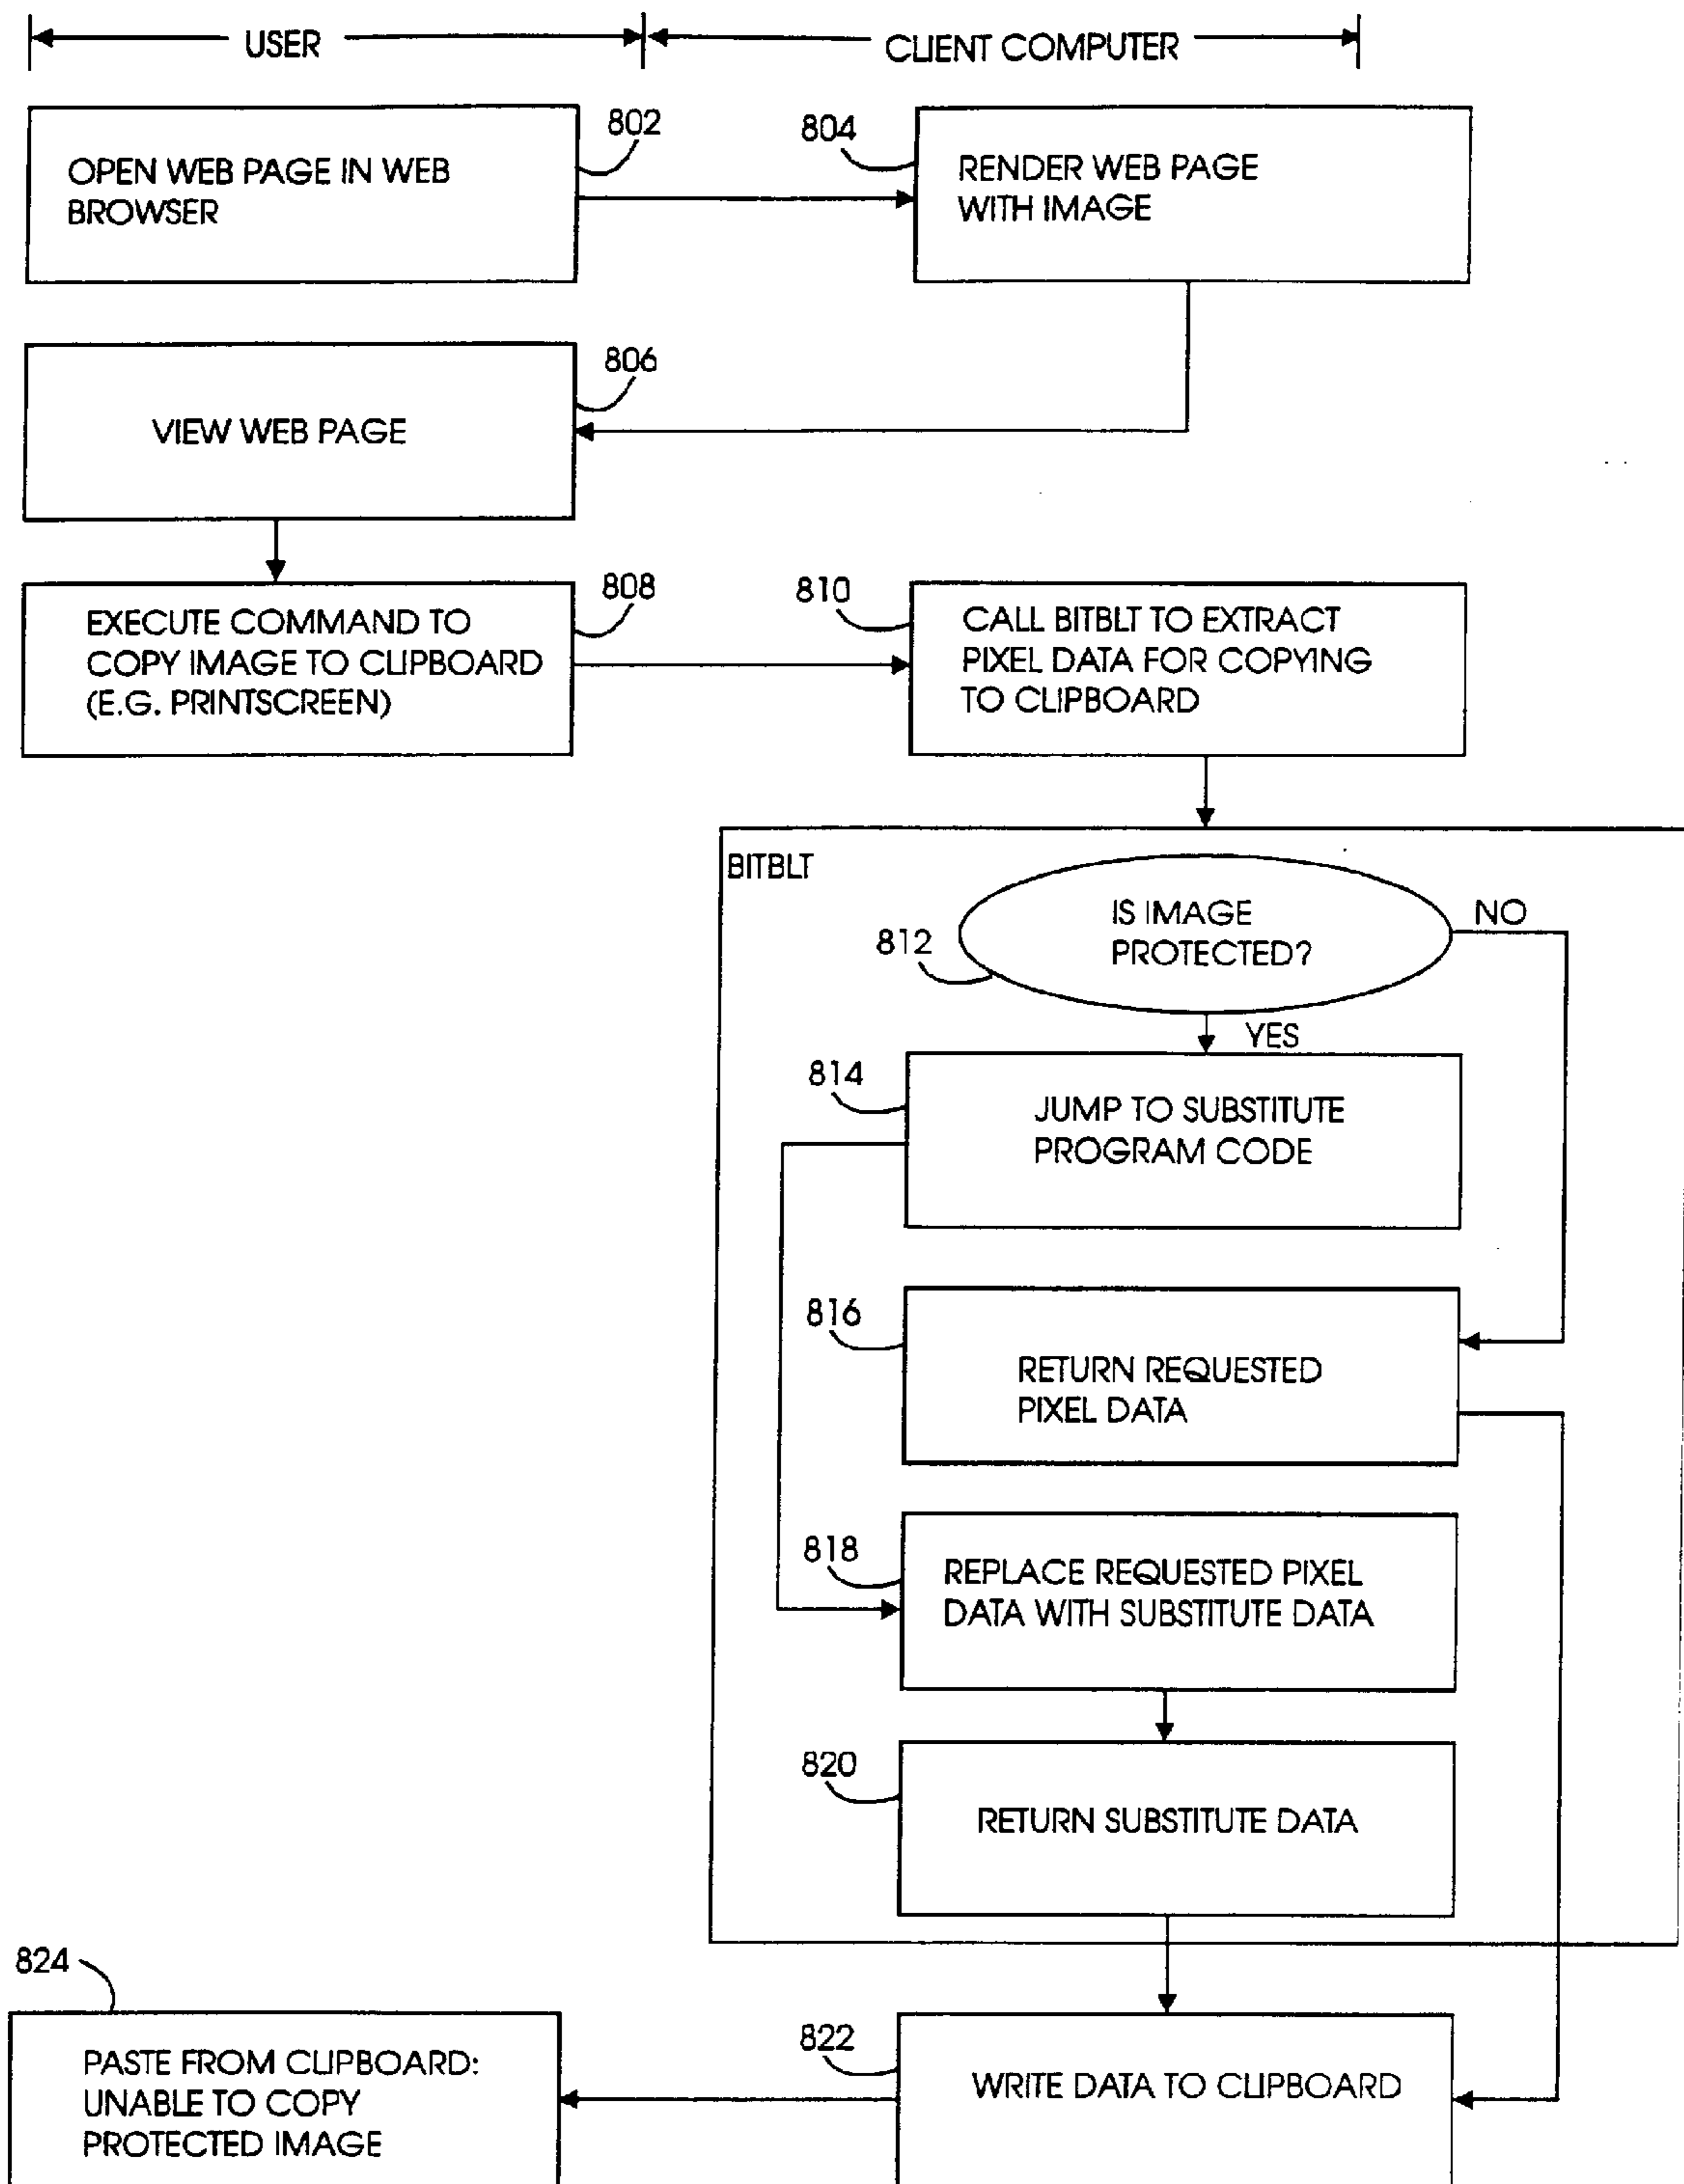 USER
CLIENT COMPUTER
802
804
OPEN WEB PAGE IN WEB
BROWSER
RENDER WEB PAGE
WITH IMAGE
806
VIEW WEB PAGE
808
810
EXECUTE COMMAND TO
COPY IMAGE TO CLIPBOARD
(E.G. PRINTSCREEN)
CALL BITBLT TO EXTRACT
PIXEL DATA FOR COPYING
TO CLIPBOARD
BITBLT
IS IMAGE
PROTECTED?
NO
812
YES
814
JUMP TO SUBSTITUTE
PROGRAM CODE
816
RETURN REQUESTED
PIXEL DATA
818
REPLACE REQUESTED PIXEL
DATA WITH SUBSTITUTE DATA
820
RETURN SUBSTITUTE DATA
824
822
PASTE FROM CLIPBOARD:
UNABLE TO COPY
PROTECTED IMAGE
WRITE DATA TO CLIPBOARD